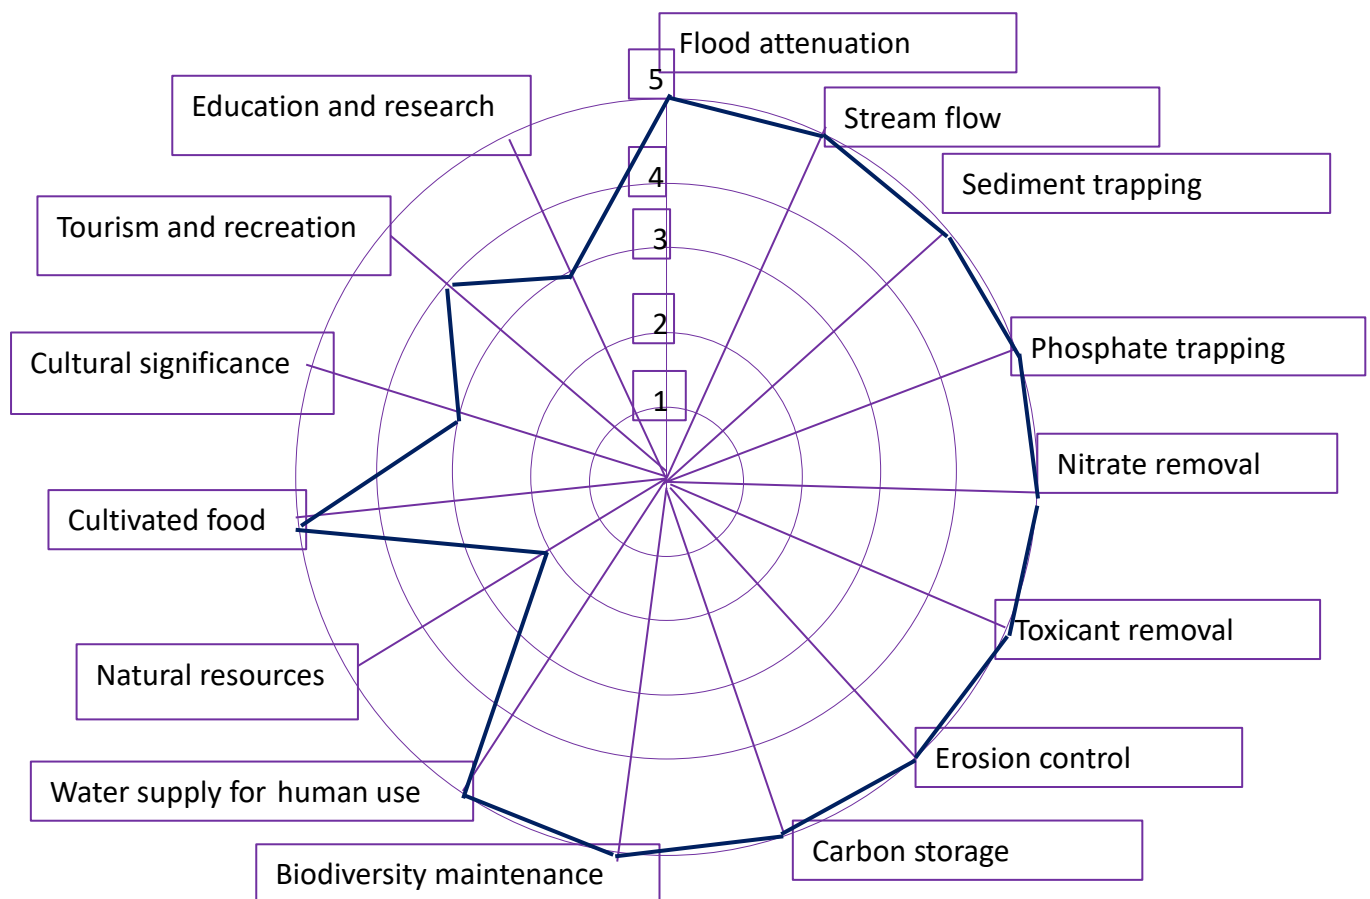 Flood attenuation
5
Education and research
Stream flow
4
Sediment trapping
Tourism and recreation
3
2
Phosphate trapping
Cultural significance
1
Nitrate removal
Cultivated food
Toxicant removal
Natural resources
Erosion control
Water supply for human use
Carbon storage
Biodiversity maintenance